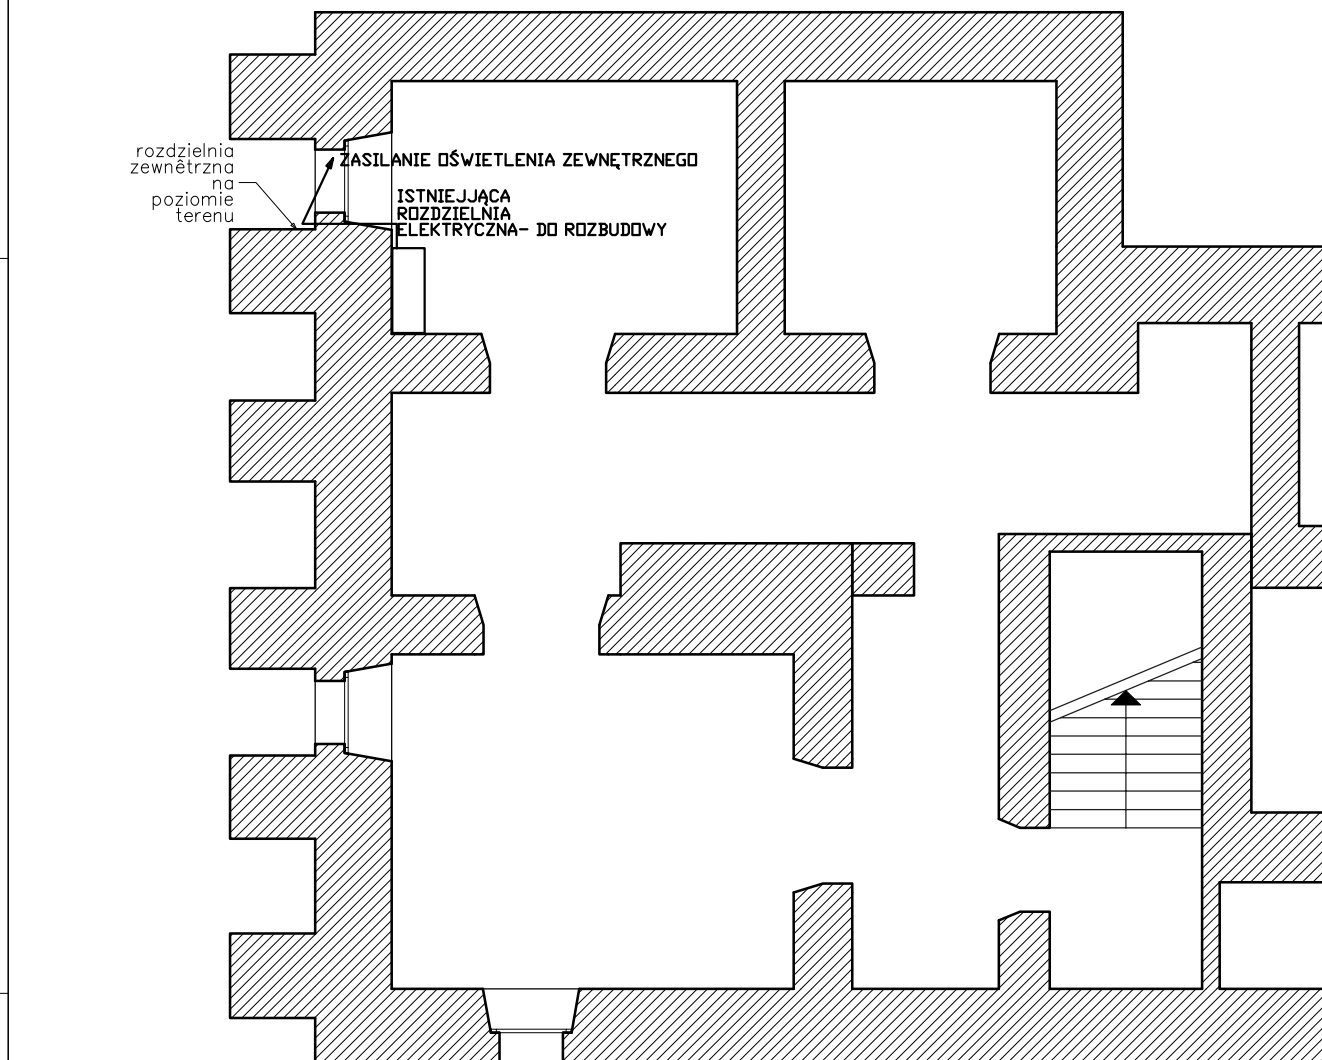 rozdzielnia
zewnêtrzna
na
poziomie
terenu
ZASILANIE OŚWIETLENIA ZEWNĘTRZNEGO
ISTNIEJJĄCA
ROZDZIELNIA
ELEKTRYCZNA- DO ROZBUDOWY